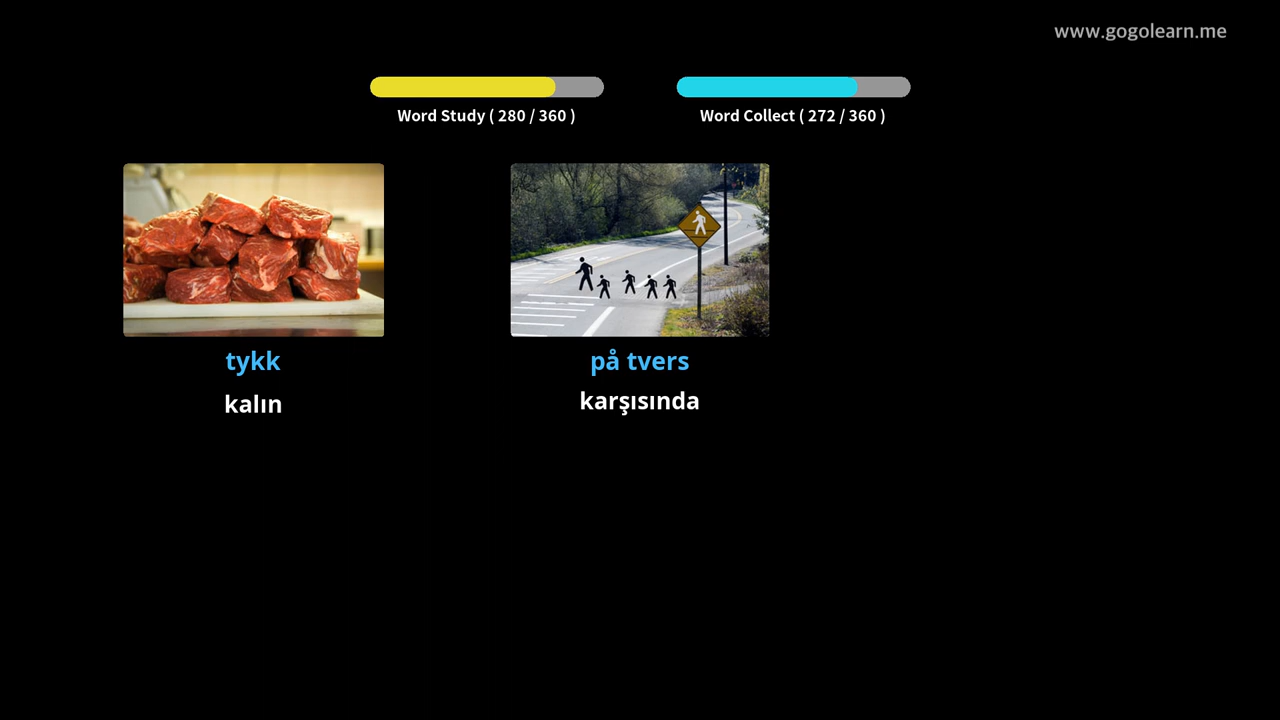 www.gogolearn.me
Word Study ( 280 / 360 )
Word Collect ( 272 / 360 )
tykk
på tvers
kalın
karşısında